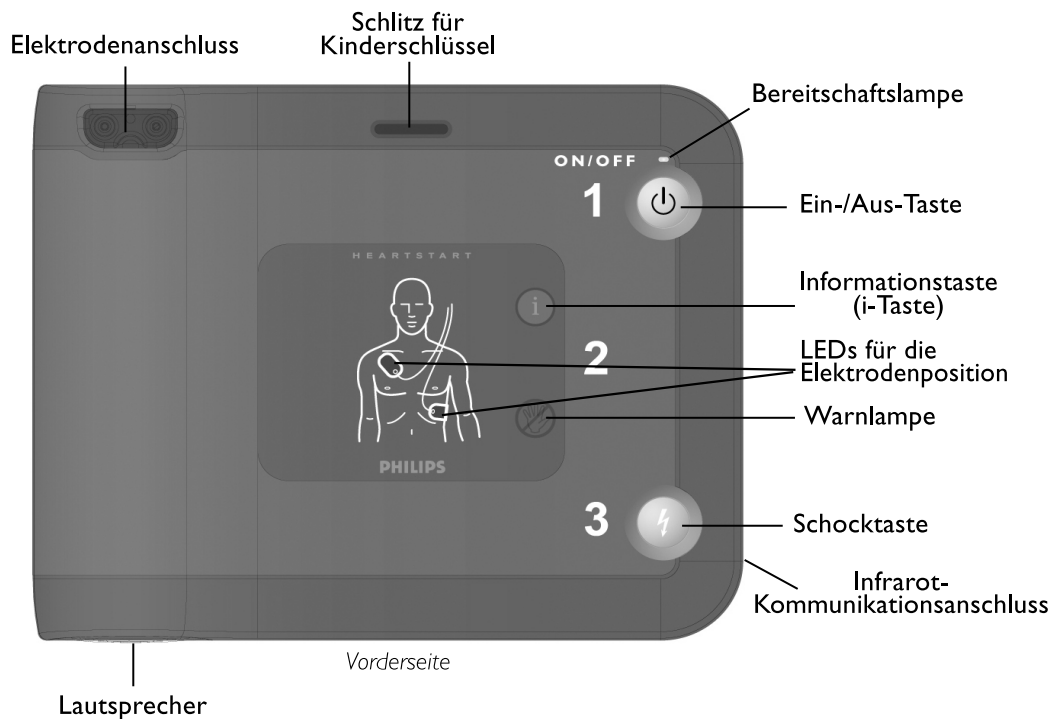 Schlitz für
Kinderschlüssel
Elektrodenanschluss
Bereitschaftslampe
ON/OFF
1
Ein-/Aus-Taste
HEARTSTART
i
Informationstaste
(i-Taste)
2
LEDs für die
Elektrodenposition
Warnlampe
PHILIPS
3
Schocktaste
Infrarot-
Kommunikationsanschluss
Vorderseite
Lautsprecher